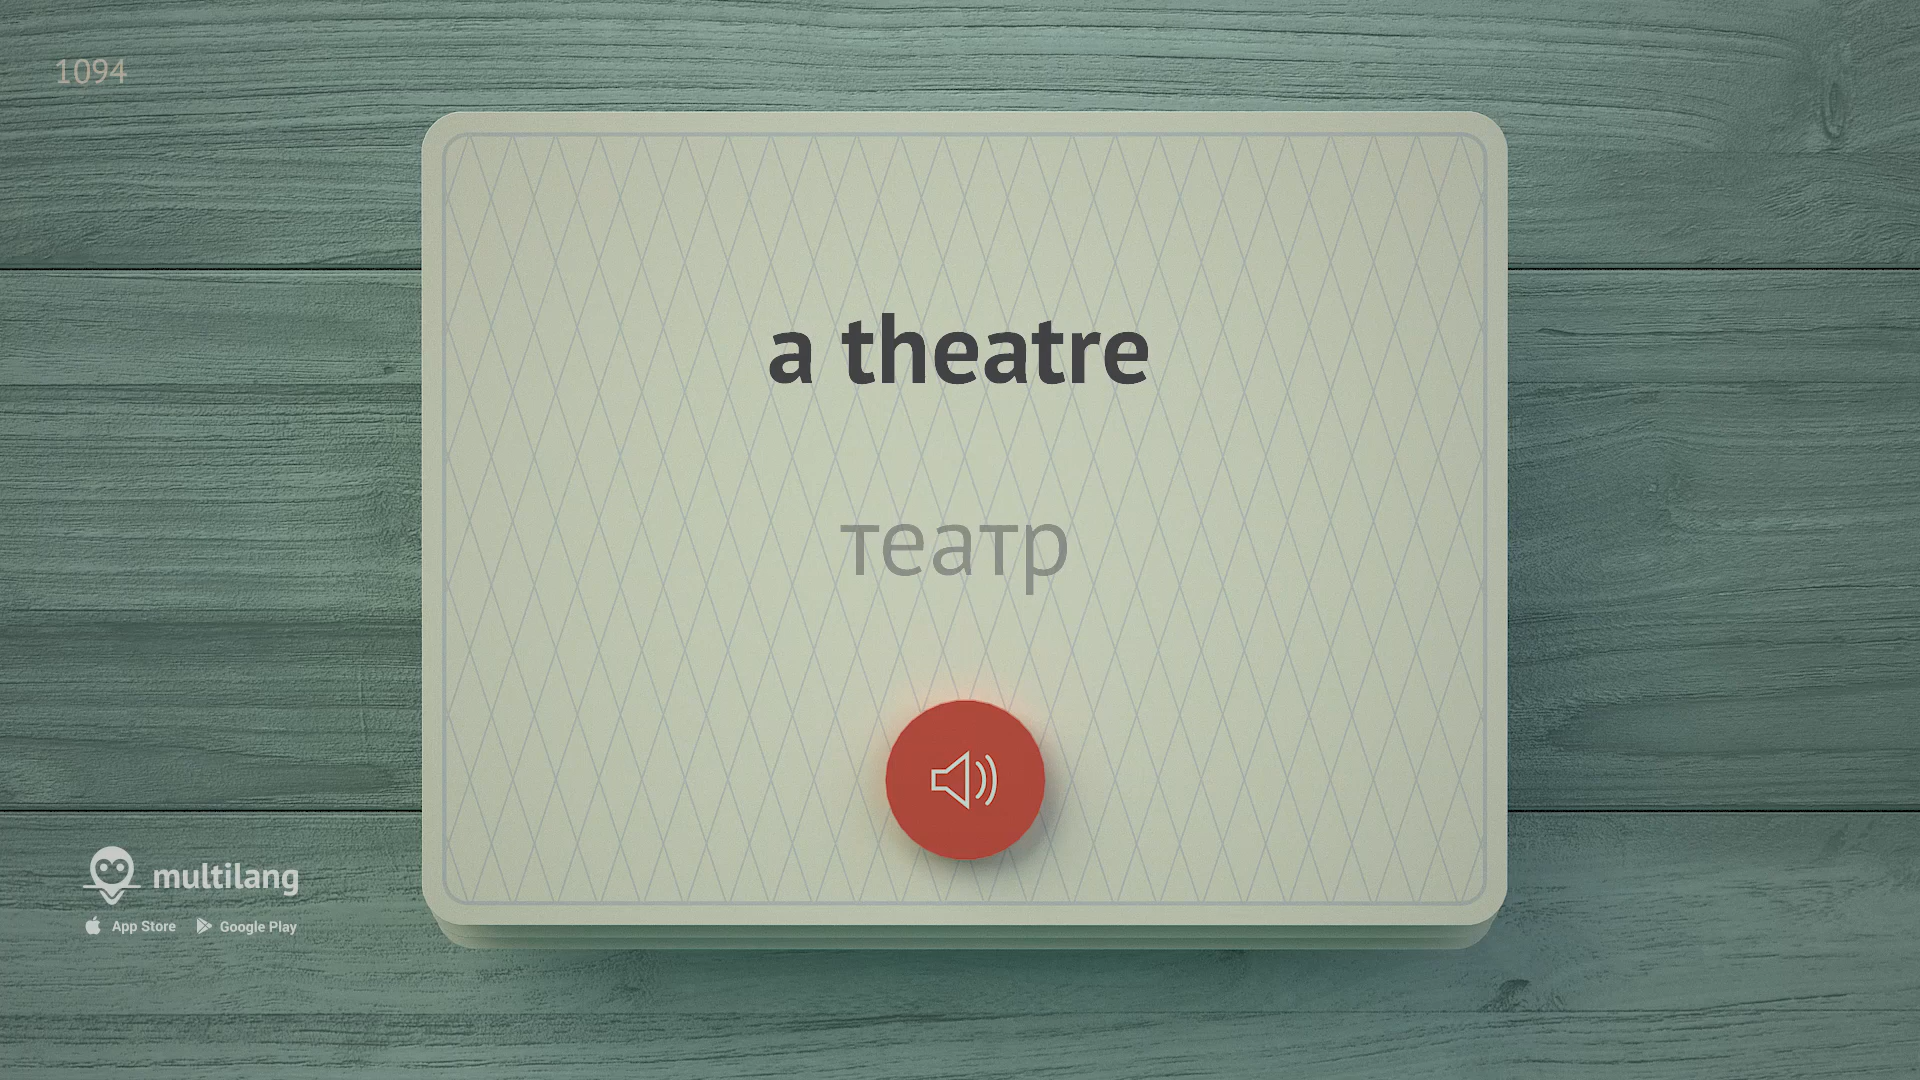 1094
a theatre
театр
multilang
App Store Google Play